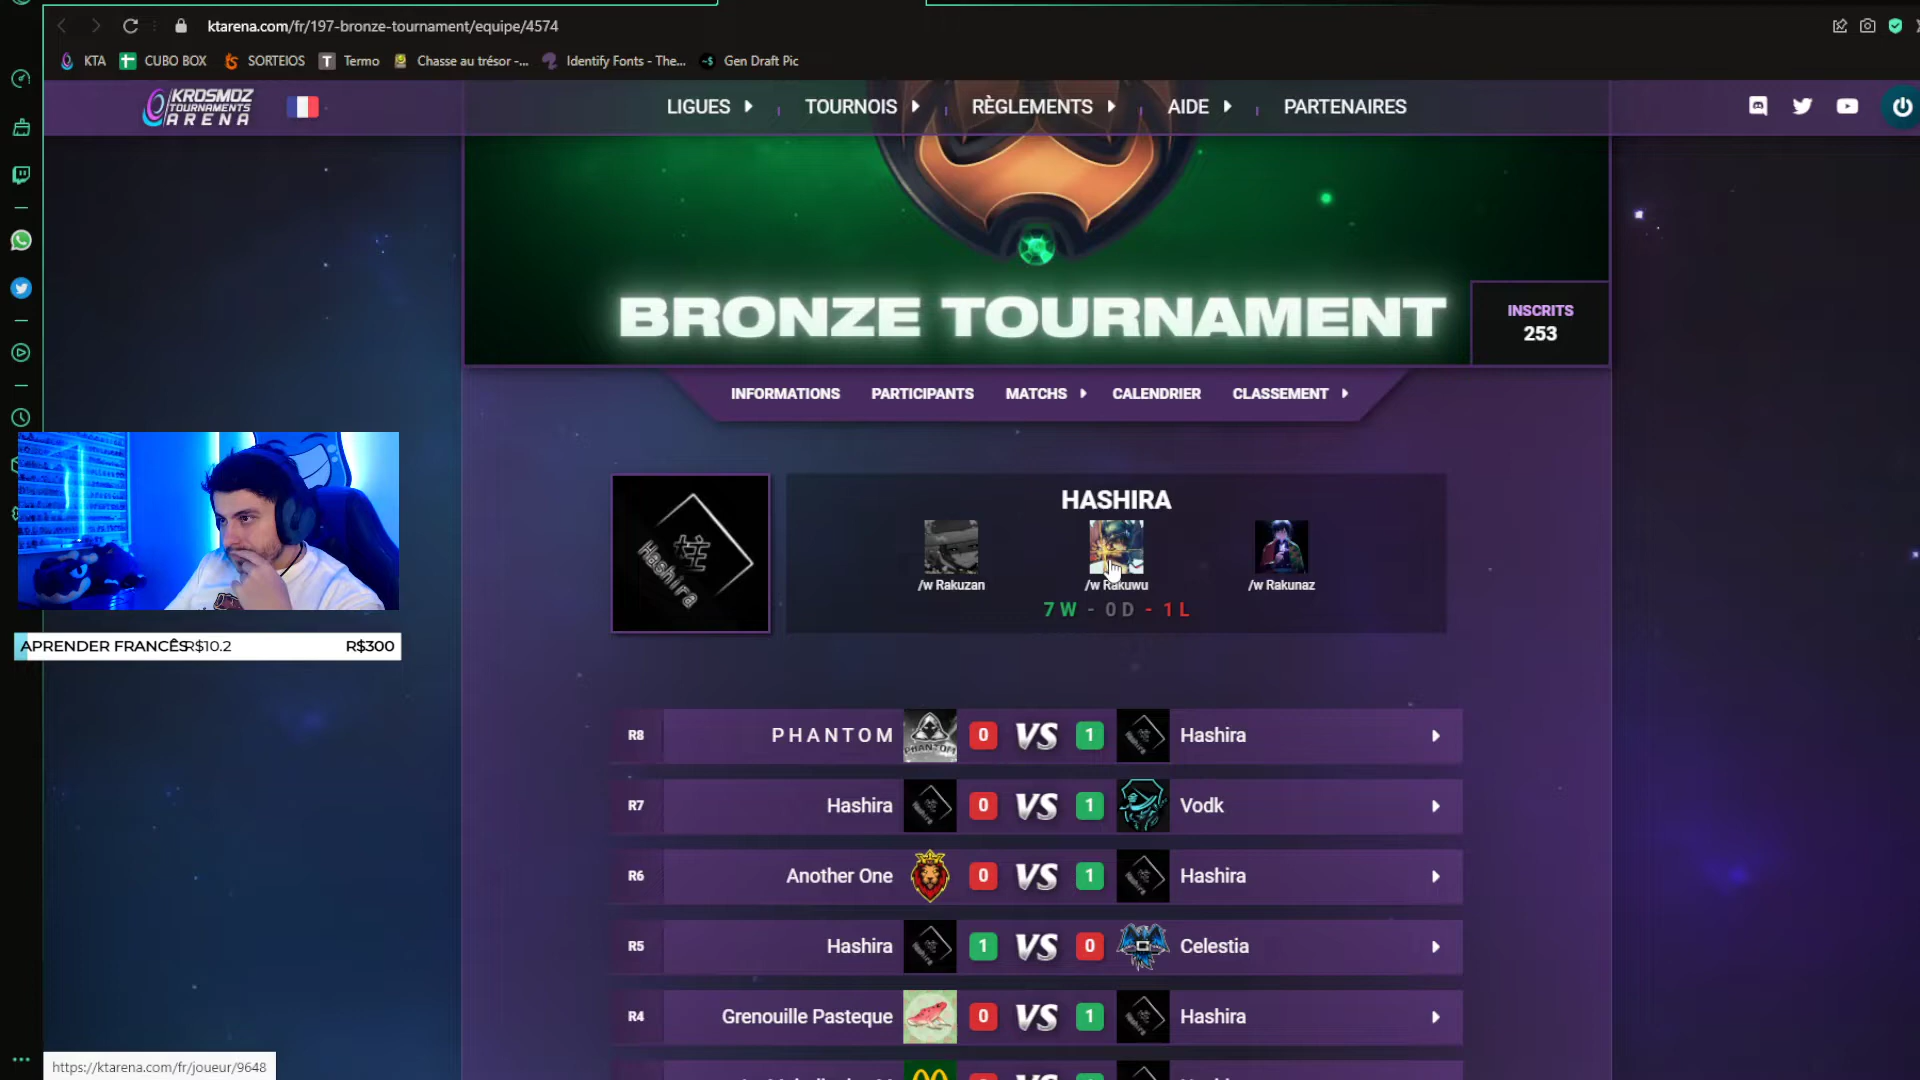 ktarena.com/fr/197-bronze-tournament/equipe/4574
KTA
CUBO BOX
SORTEIOS
T Termo
Chasse au trésor -...
Identify Fonts - The...
~$ Gen Draft Pic
KROSMOZ
TOURNAMENTS
ARENA
LIGUES
TOURNOIS
RÈGLEMENTS
AIDE
PARTENAIRES
BRONZE TOURNAMENT
INSCRITS
253
INFORMATIONS
PARTICIPANTS
MATCHS
CALENDRIER
CLASSEMENT
Hashira
HASHIRA
/w Rakuzan
/w Rakuwu
/w Rakunaz
7 W - 0 D - 1 L
APRENDER FRANCÊS R$10.2 R$300
R8 PHANTOM PHANTOM 0 VS 1 Hashira
R7 Hashira 0 VS 1 Vodk
R6 Another One 0 VS 1 Hashira
R5 Hashira 1 VS 0 Celestia
R4 Grenouille Pasteque 0 VS 1 Hashira
https://ktarena.com/fr/joueur/9648